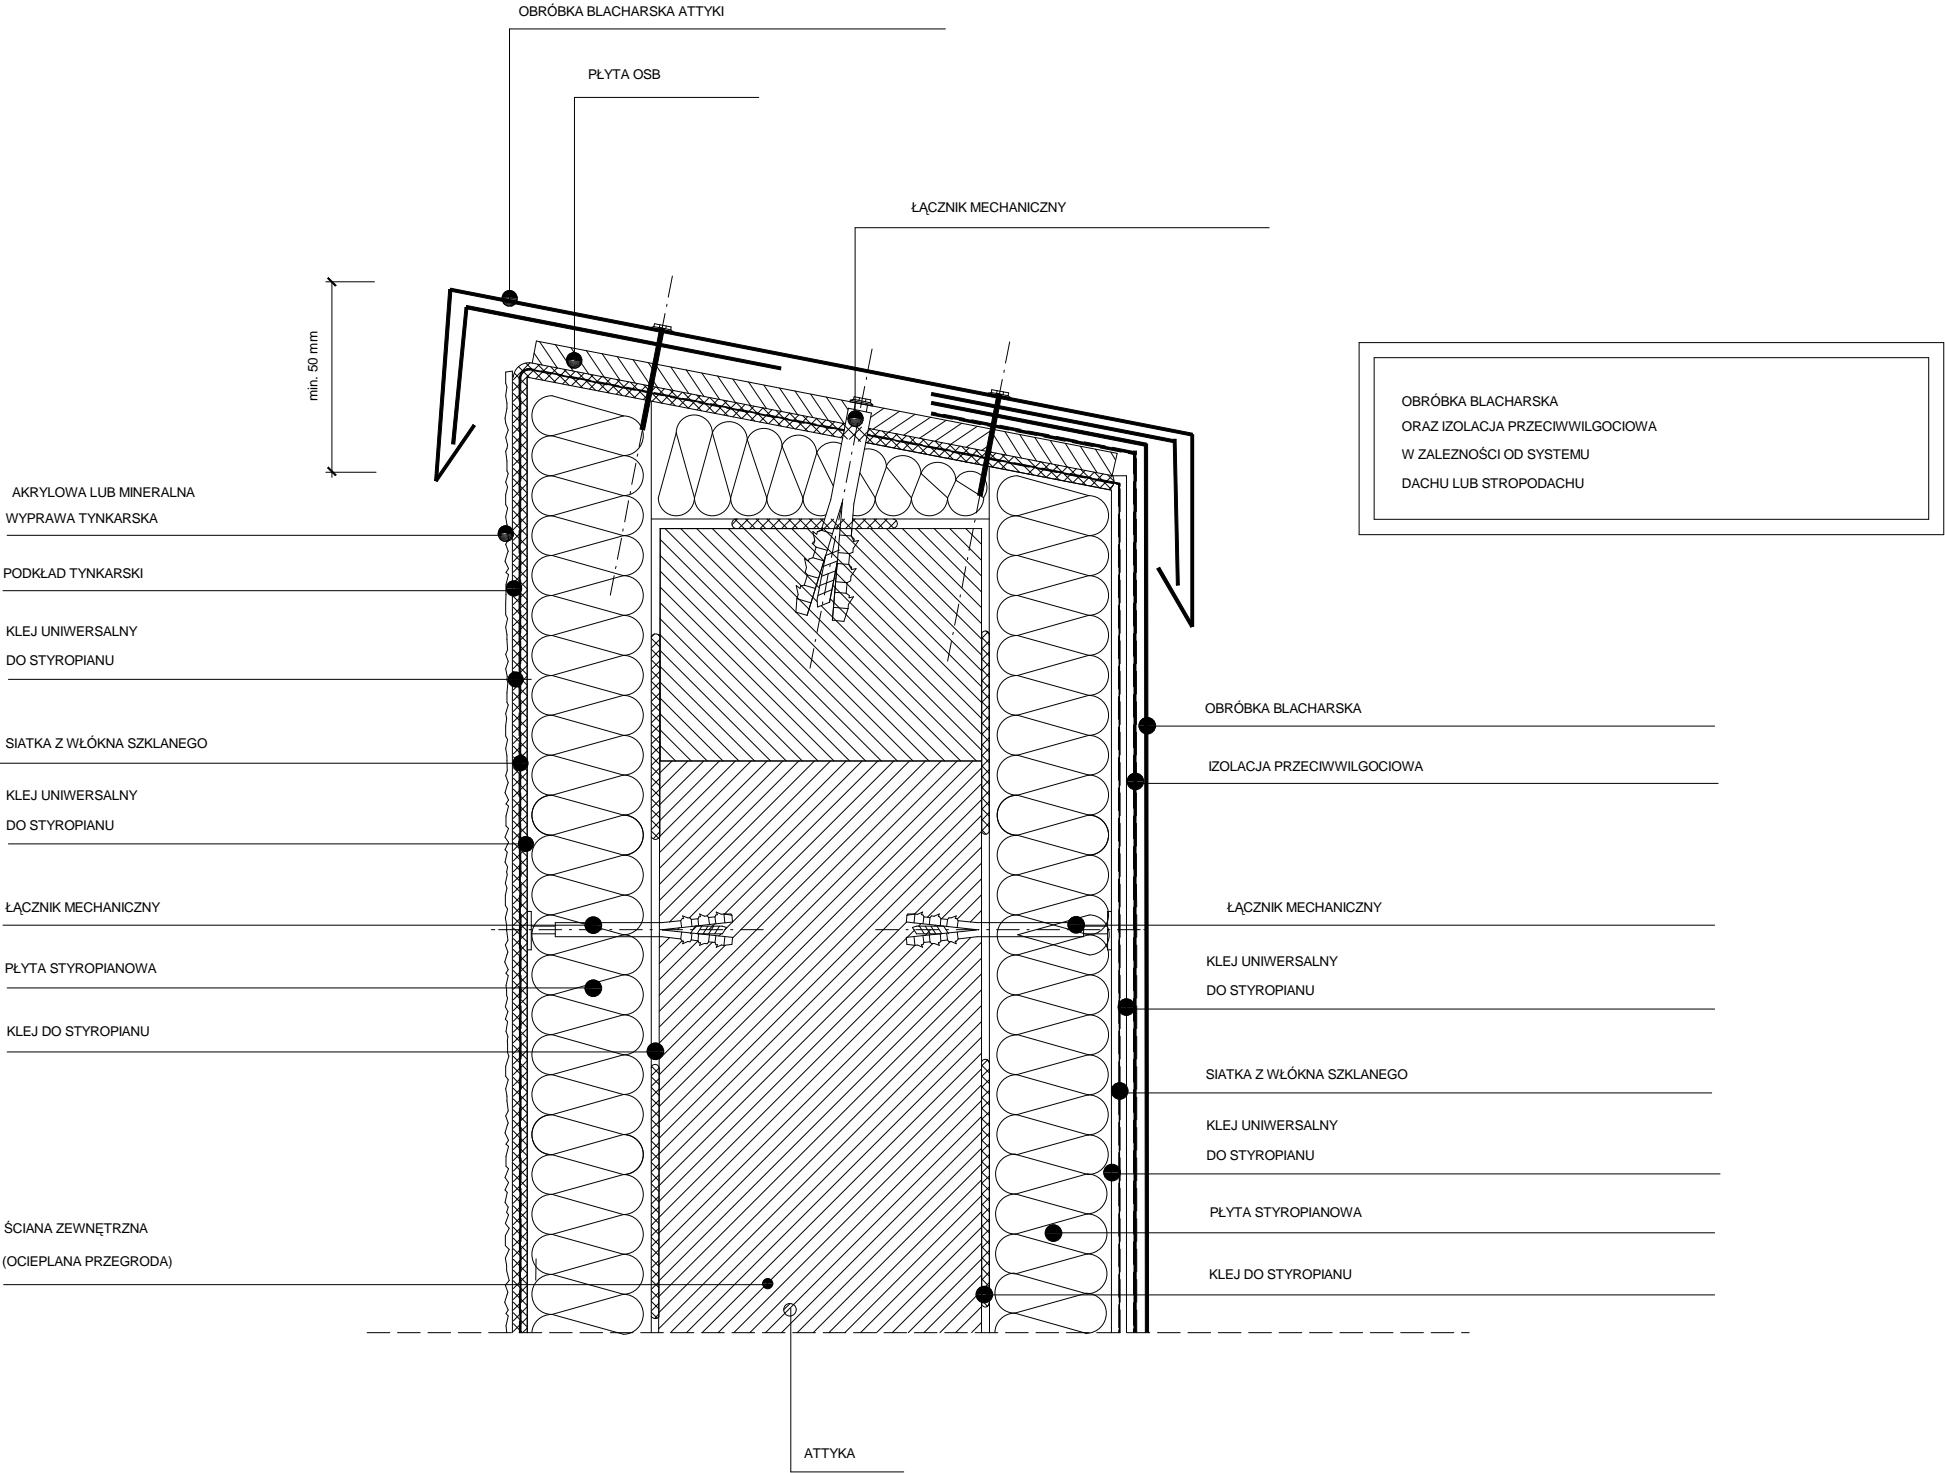 OBRÓBKA BLACHARSKA ATTYKI
PŁYTA OSB
ŁĄCZNIK MECHANICZNY
min. 50 mm
OBRÓBKA BLACHARSKA
ORAZ IZOLACJA PRZECIWWILGOCIOWA
W ZALEZNOŚCI OD SYSTEMU
DACHU LUB STROPODACHU
AKRYLOWA LUB MINERALNA
WYPRAWA TYNKARSKA
PODKŁAD TYNKARSKI
KLEJ UNIWERSALNY
DO STYROPIANU
SIATKA Z WŁÓKNA SZKLANEGO
KLEJ UNIWERSALNY
DO STYROPIANU
ŁĄCZNIK MECHANICZNY
PŁYTA STYROPIANOWA
KLEJ DO STYROPIANU
ŚCIANA ZEWNĘTRZNA
(OCIEPLANA PRZEGRODA)
OBRÓBKA BLACHARSKA
IZOLACJA PRZECIWWILGOCIOWA
ŁĄCZNIK MECHANICZNY
KLEJ UNIWERSALNY
DO STYROPIANU
SIATKA Z WŁÓKNA SZKLANEGO
KLEJ UNIWERSALNY
DO STYROPIANU
PŁYTA STYROPIANOWA
KLEJ DO STYROPIANU
ATTYKA